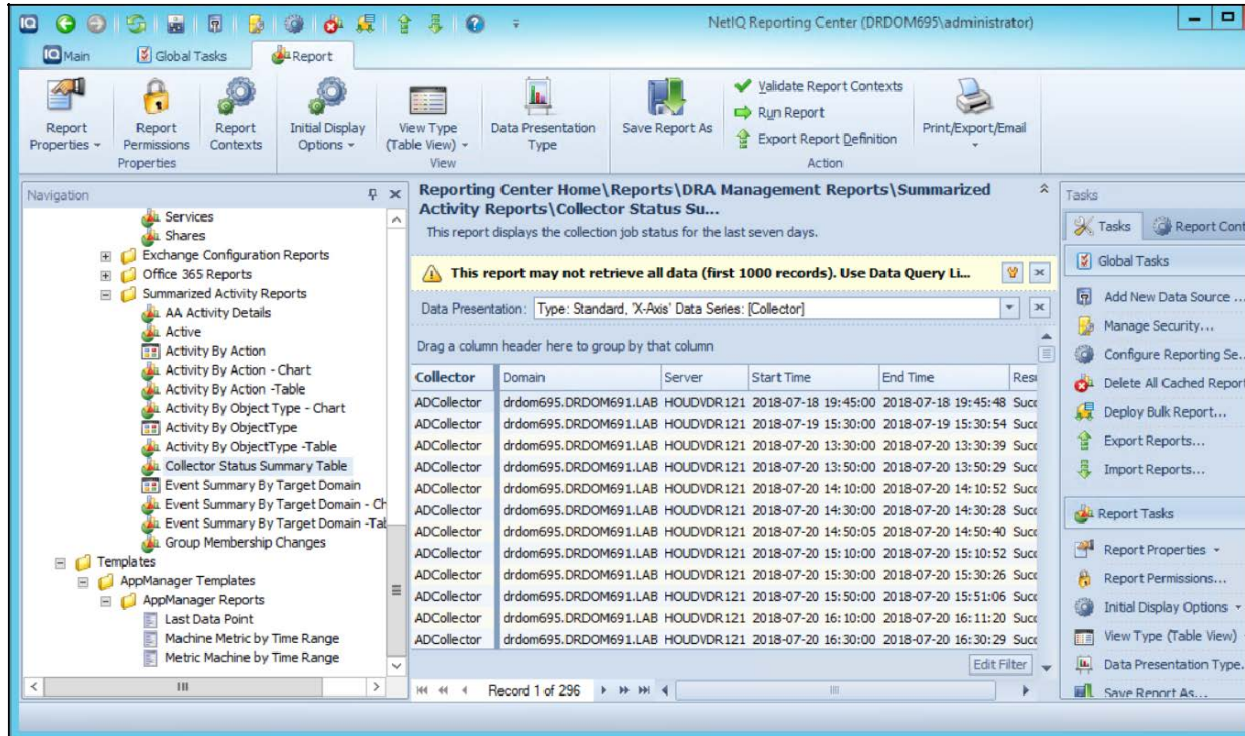 IQ
NetIQ Reporting Center (DRDOM695\administrator)
IQ Main
Global Tasks
Report
Report Properties
Report Permissions
Report Contexts
Initial Display Options
View Type (Table View)
Data Presentation Type
Save Report As
Validate Report Contexts
Run Report
Export Report Definition
Print/Export/Email
Properties
View
Action
Navigation
Services
Shares
Exchange Configuration Reports
Office 365 Reports
Summarized Activity Reports
AA Activity Details
Active
Activity By Action
Activity By Action - Chart
Activity By Action -Table
Activity By Object Type - Chart
Activity By ObjectType
Activity By ObjectType -Table
Collector Status Summary Table
Event Summary By Target Domain
Event Summary By Target Domain - Ch
Event Summary By Target Domain -Tab
Group Membership Changes
Templates
AppManager Templates
AppManager Reports
Last Data Point
Machine Metric by Time Range
Metric Machine by Time Range
Reporting Center Home\Reports\DRA Management Reports\Summarized
Activity Reports\Collector Status Su...
This report displays the collection job status for the last seven days.
This report may not retrieve all data (first 1000 records). Use Data Query Li...
Data Presentation: Type: Standard, 'X-Axis' Data Series: [Collector]
Drag a column header here to group by that column
Collector Domain Server Start Time End Time Resu
ADCollector drdom695.DRDOM691.LAB HOUDVDR121 2018-07-18 19:45:00 2018-07-18 19:45:48 Succ
ADCollector drdom695.DRDOM691.LAB HOUDVDR121 2018-07-19 15:30:00 2018-07-19 15:30:54 Succ
ADCollector drdom695.DRDOM691.LAB HOUDVDR121 2018-07-20 13:30:00 2018-07-20 13:30:39 Succ
ADCollector drdom695.DRDOM691.LAB HOUDVDR121 2018-07-20 13:50:00 2018-07-20 13:50:29 Succ
ADCollector drdom695.DRDOM691.LAB HOUDVDR121 2018-07-20 14:10:00 2018-07-20 14:10:52 Succ
ADCollector drdom695.DRDOM691.LAB HOUDVDR121 2018-07-20 14:30:00 2018-07-20 14:30:28 Succ
ADCollector drdom695.DRDOM691.LAB HOUDVDR121 2018-07-20 14:50:05 2018-07-20 14:50:40 Succ
ADCollector drdom695.DRDOM691.LAB HOUDVDR121 2018-07-20 15:10:00 2018-07-20 15:10:52 Succ
ADCollector drdom695.DRDOM691.LAB HOUDVDR121 2018-07-20 15:30:00 2018-07-20 15:30:26 Succ
ADCollector drdom695.DRDOM691.LAB HOUDVDR121 2018-07-20 15:50:00 2018-07-20 15:51:06 Succ
ADCollector drdom695.DRDOM691.LAB HOUDVDR121 2018-07-20 16:10:00 2018-07-20 16:11:20 Succ
ADCollector drdom695.DRDOM691.LAB HOUDVDR121 2018-07-20 16:30:00 2018-07-20 16:30:29 Succ
Edit Filter
Record 1 of 296
Tasks
Tasks
Report Cont
Global Tasks
Add New Data Source ...
Manage Security...
Configure Reporting Se...
Delete All Cached Report
Deploy Bulk Report...
Export Reports...
Import Reports...
Report Tasks
Report Properties
Report Permissions...
Initial Display Options
View Type (Table View)
Data Presentation Type.
Save Report As...